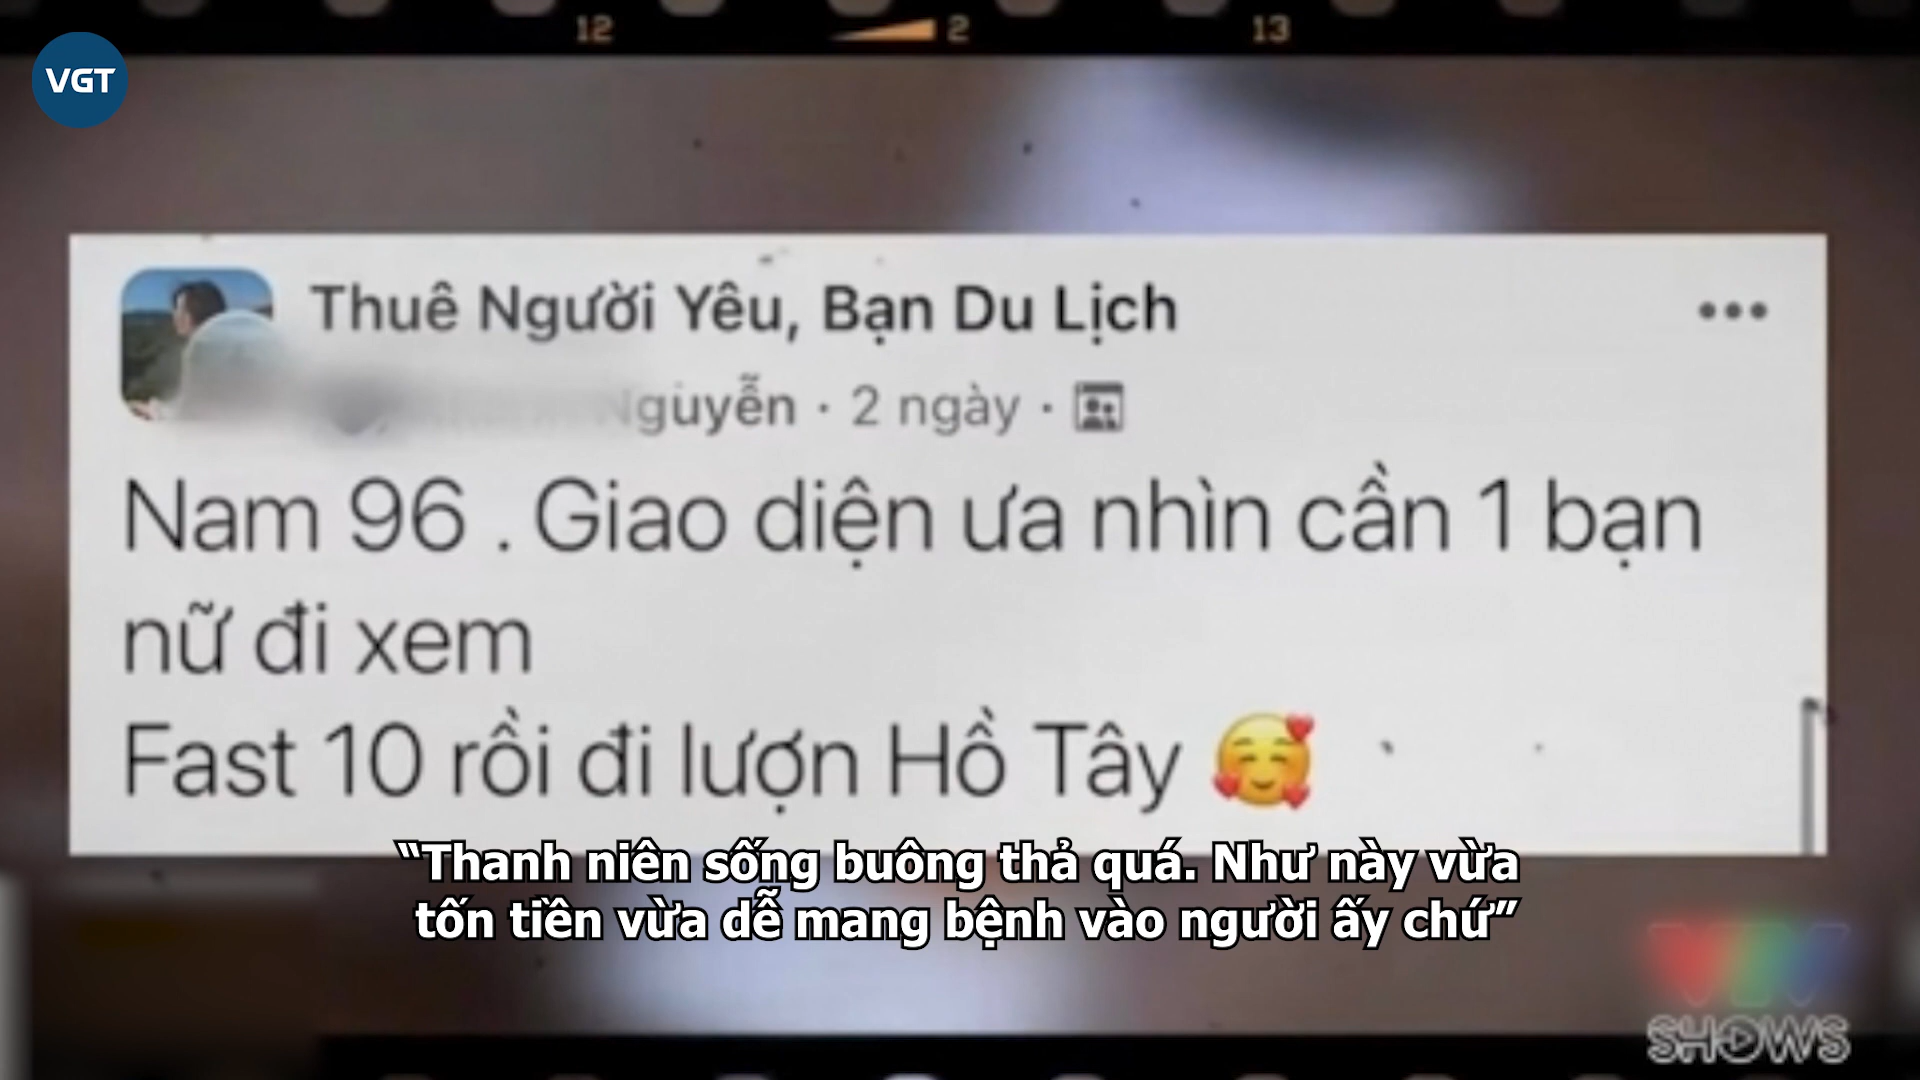 12 2 13
VGT
Thuê Người Yêu, Bạn Du Lịch
Nguyễn · 2 ngày ·
Nam 96 . Giao diện ưa nhìn cần 1 bạn
nữ đi xem
Fast 10 rồi đi lượn Hồ Tây 🥰
“Thanh niên sống buông thả quá. Như này vừa
tốn tiền vừa dễ mang bệnh vào người ấy chứ”
VTV
SHOWS